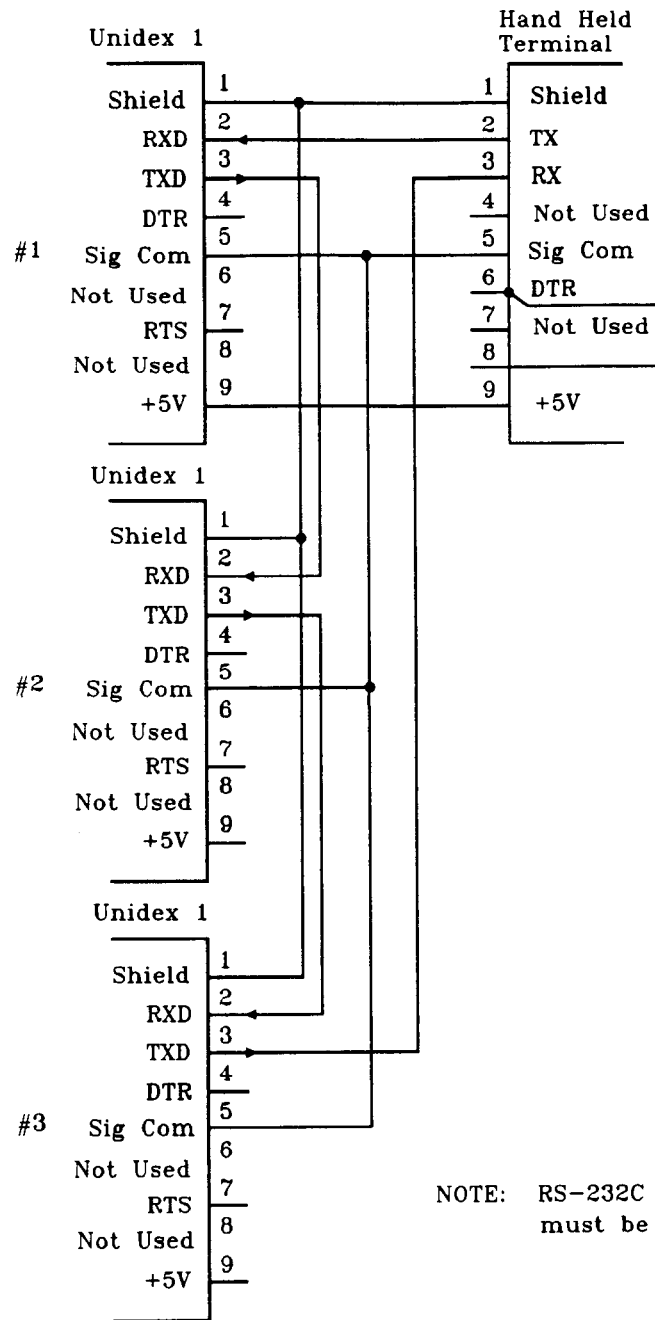 Unidex 1
Shield 1
RXD 2
TXD 3
DTR 4
#1 Sig Com 5
Not Used 6
RTS 7
Not Used 8
+5V 9
Hand Held
Terminal
1 Shield
2 TX
3 RX
4 Not Used
5 Sig Com
6 DTR
7 Not Used
8
9 +5V
Unidex 1
Shield 1
RXD 2
TXD 3
DTR 4
#2 Sig Com 5
Not Used 6
RTS 7
Not Used 8
+5V 9
Unidex 1
Shield 1
RXD 2
TXD 3
DTR 4
#3 Sig Com 5
Not Used 6
RTS 7
Not Used 8
+5V 9
NOTE: RS-232C
must be